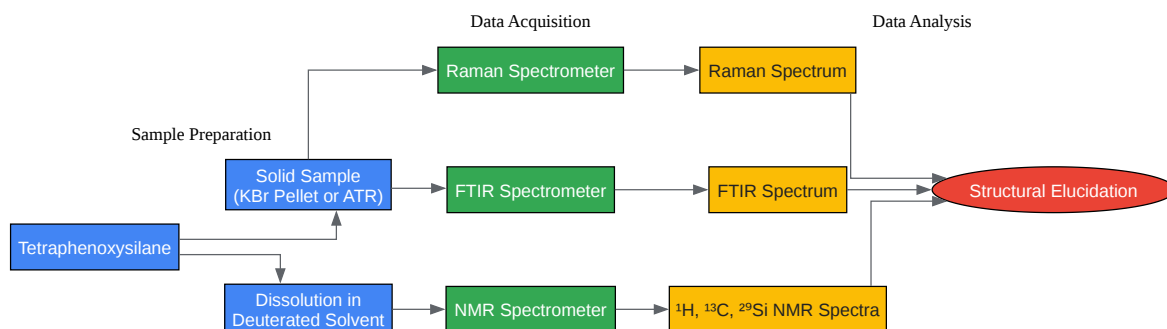 Data Acquisition
Data Analysis
Raman Spectrometer
Raman Spectrum
Sample Preparation
Solid Sample
(KBr Pellet or ATR)
FTIR Spectrometer
FTIR Spectrum
Structural Elucidation
Tetraphenoxysilane
Dissolution in
Deuterated Solvent
NMR Spectrometer
¹H, ¹³C, ²⁹Si NMR Spectra